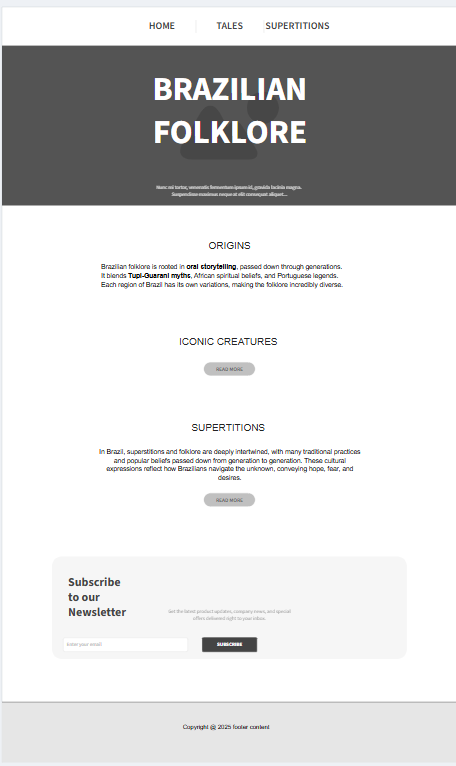 HOME TALES SUPERTITIONS
BRAZILIAN
FOLKLORE
Nunc mi tortor, venenatis fermentum ipsum id, gravida lacinia magna.
Suspendisse maximus neque at elit consequat aliquet...
ORIGINS
Brazilian folklore is rooted in oral storytelling, passed down through generations.
It blends Tupi-Guarani myths, African spiritual beliefs, and Portuguese legends.
Each region of Brazil has its own variations, making the folklore incredibly diverse.
ICONIC CREATURES
READ MORE
SUPERTITIONS
In Brazil, superstitions and folklore are deeply intertwined, with many traditional practices
and popular beliefs passed down from generation to generation. These cultural
expressions reflect how Brazilians navigate the unknown, conveying hope, fear, and
desires.
READ MORE
Subscribe
to our
Newsletter
Get the latest product updates, company news, and special
offers delivered right to your inbox.
Enter your email
SUBSCRIBE
Copyright @ 2025 footer content